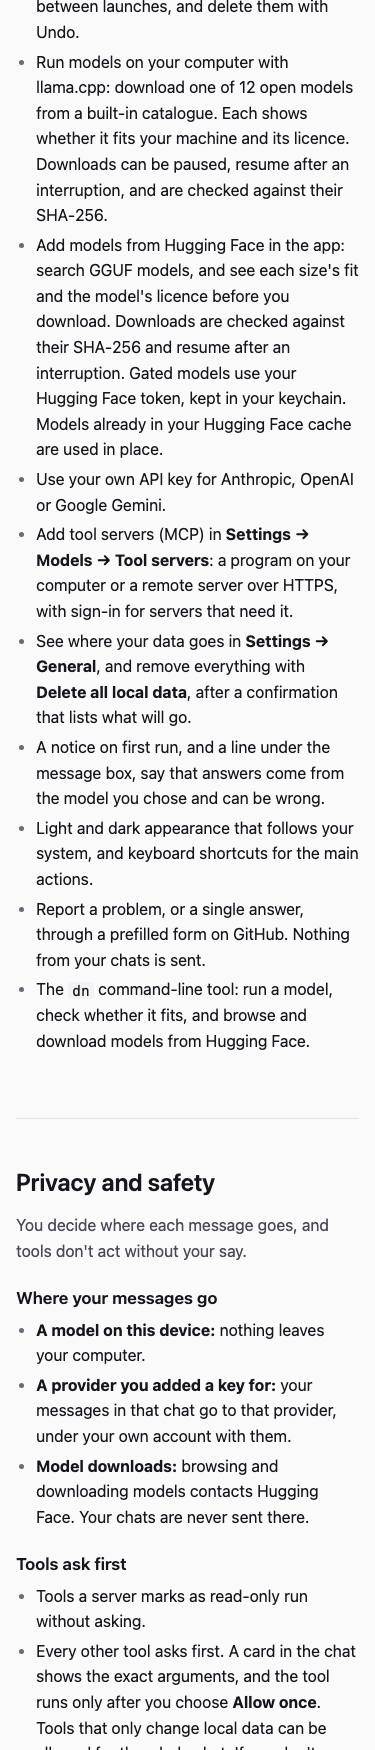 between launches, and delete them with
Undo.
Run models on your computer with
llama.cpp: download one of 12 open models
from a built-in catalogue. Each shows
whether it fits your machine and its licence.
Downloads can be paused, resume after an
interruption, and are checked against their
SHA-256.
Add models from Hugging Face in the app:
search GGUF models, and see each size's fit
and the model's licence before you
download. Downloads are checked against
their SHA-256 and resume after an
interruption. Gated models use your
Hugging Face token, kept in your keychain.
Models already in your Hugging Face cache
are used in place.
Use your own API key for Anthropic, OpenAI
or Google Gemini.
Add tool servers (MCP) in Settings →
Models → Tool servers: a program on your
computer or a remote server over HTTPS,
with sign-in for servers that need it.
See where your data goes in Settings →
General, and remove everything with
Delete all local data, after a confirmation
that lists what will go.
A notice on first run, and a line under the
message box, say that answers come from
the model you chose and can be wrong.
Light and dark appearance that follows your
system, and keyboard shortcuts for the main
actions.
Report a problem, or a single answer,
through a prefilled form on GitHub. Nothing
from your chats is sent.
The dn command-line tool: run a model,
check whether it fits, and browse and
download models from Hugging Face.
Privacy and safety
You decide where each message goes, and
tools don't act without your say.
Where your messages go
A model on this device: nothing leaves
your computer.
A provider you added a key for: your
messages in that chat go to that provider,
under your own account with them.
Model downloads: browsing and
downloading models contacts Hugging
Face. Your chats are never sent there.
Tools ask first
Tools a server marks as read-only run
without asking.
Every other tool asks first. A card in the chat
shows the exact arguments, and the tool
runs only after you choose Allow once.
Tools that only change local data can be